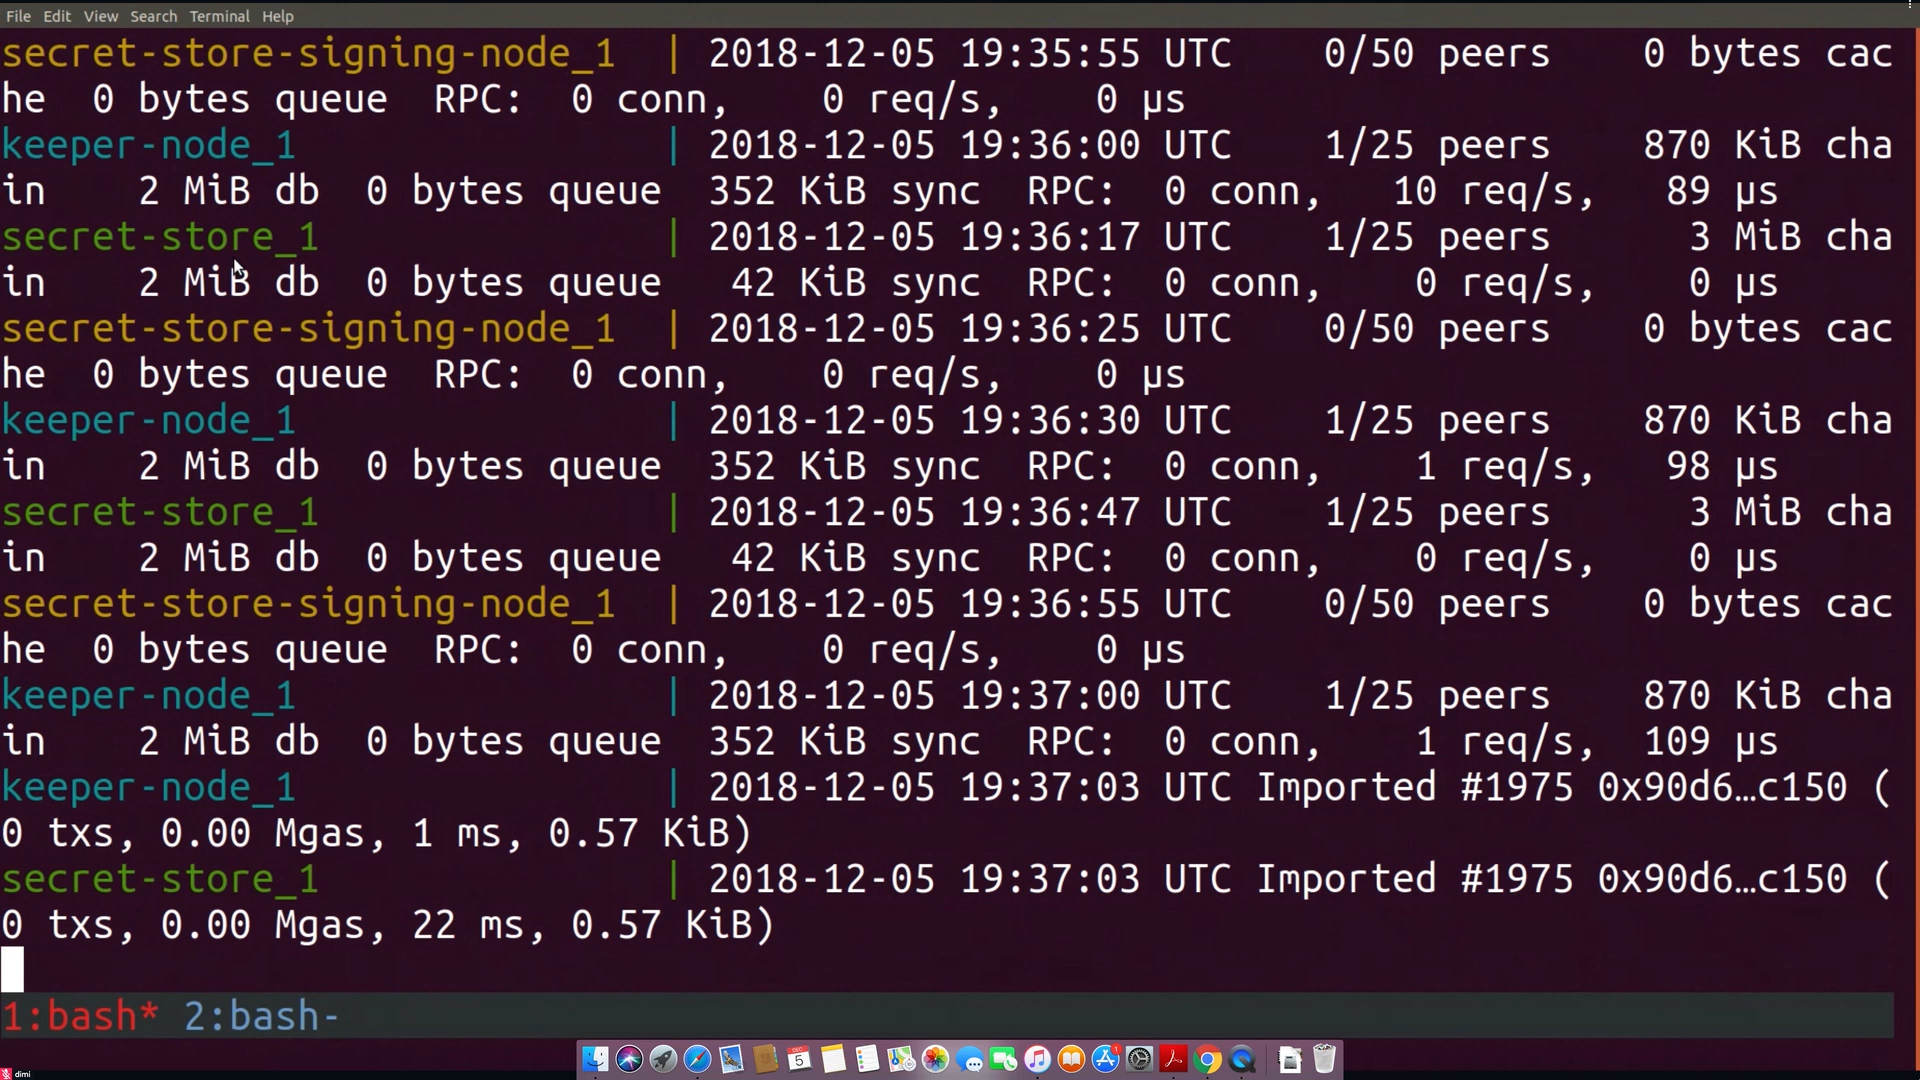 File Edit View Search Terminal Help
secret-store-signing-node_1 | 2018-12-05 19:35:55 UTC 0/50 peers 0 bytes cac
he 0 bytes queue RPC: 0 conn, 0 req/s, 0 µs
keeper-node_1 | 2018-12-05 19:36:00 UTC 1/25 peers 870 KiB cha
in 2 MiB db 0 bytes queue 352 KiB sync RPC: 0 conn, 10 req/s, 89 µs
secret-store_1 | 2018-12-05 19:36:17 UTC 1/25 peers 3 MiB cha
in 2 MiB db 0 bytes queue 42 KiB sync RPC: 0 conn, 0 req/s, 0 µs
secret-store-signing-node_1 | 2018-12-05 19:36:25 UTC 0/50 peers 0 bytes cac
he 0 bytes queue RPC: 0 conn, 0 req/s, 0 µs
keeper-node_1 | 2018-12-05 19:36:30 UTC 1/25 peers 870 KiB cha
in 2 MiB db 0 bytes queue 352 KiB sync RPC: 0 conn, 1 req/s, 98 µs
secret-store_1 | 2018-12-05 19:36:47 UTC 1/25 peers 3 MiB cha
in 2 MiB db 0 bytes queue 42 KiB sync RPC: 0 conn, 0 req/s, 0 µs
secret-store-signing-node_1 | 2018-12-05 19:36:55 UTC 0/50 peers 0 bytes cac
he 0 bytes queue RPC: 0 conn, 0 req/s, 0 µs
keeper-node_1 | 2018-12-05 19:37:00 UTC 1/25 peers 870 KiB cha
in 2 MiB db 0 bytes queue 352 KiB sync RPC: 0 conn, 1 req/s, 109 µs
keeper-node_1 | 2018-12-05 19:37:03 UTC Imported #1975 0x90d6…c150 (
0 txs, 0.00 Mgas, 1 ms, 0.57 KiB)
secret-store_1 | 2018-12-05 19:37:03 UTC Imported #1975 0x90d6…c150 (
0 txs, 0.00 Mgas, 22 ms, 0.57 KiB)
1:bash* 2:bash-
DEC 5
1
dimi